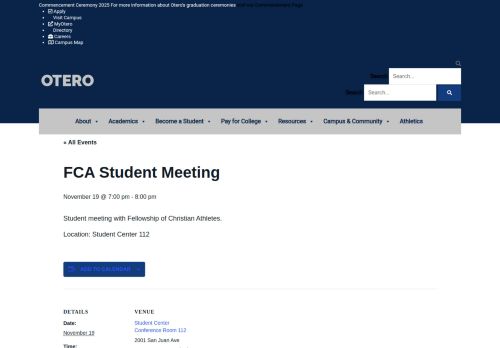 Commencement Ceremony 2025 For more information about Otero's graduation ceremonies visit our Commencement Page
Apply
Visit Campus
MyOtero
Directory
Careers
Campus Map
OTERO
Search Search...
Search Search...
About
Academics
Become a Student
Pay for College
Resources
Campus & Community
Athletics
« All Events
FCA Student Meeting
November 19 @ 7:00 pm - 8:00 pm
Student meeting with Fellowship of Christian Athletes.
Location: Student Center 112
ADD TO CALENDAR
DETAILS
Date:
November 19
Time:
VENUE
Student Center
Conference Room 112
2001 San Juan Ave